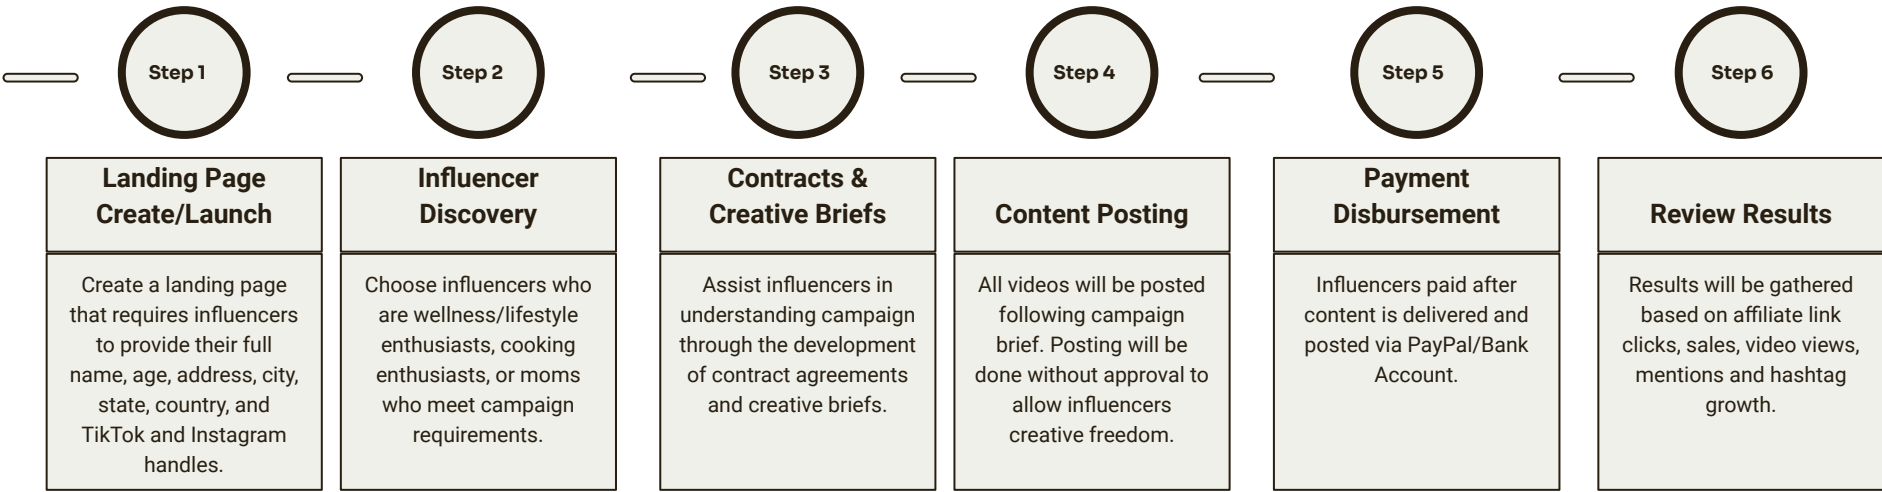 Step 1
Step 2
Step 3
Step 4
Step 5
Step 6
Landing Page
Create/Launch
Create a landing page
that requires influencers
to provide their full
name, age, address, city,
state, country, and
TikTok and Instagram
handles.
Influencer
Discovery
Choose influencers who
are wellness/lifestyle
enthusiasts, cooking
enthusiasts, or moms
who meet campaign
requirements.
Contracts &
Creative Briefs
Assist influencers in
understanding campaign
through the development
of contract agreements
and creative briefs.
Content Posting
All videos will be posted
following campaign
brief. Posting will be
done without approval to
allow influencers
creative freedom.
Payment
Disbursement
Influencers paid after
content is delivered and
posted via PayPal/Bank
Account.
Review Results
Results will be gathered
based on affiliate link
clicks, sales, video views,
mentions and hashtag
growth.